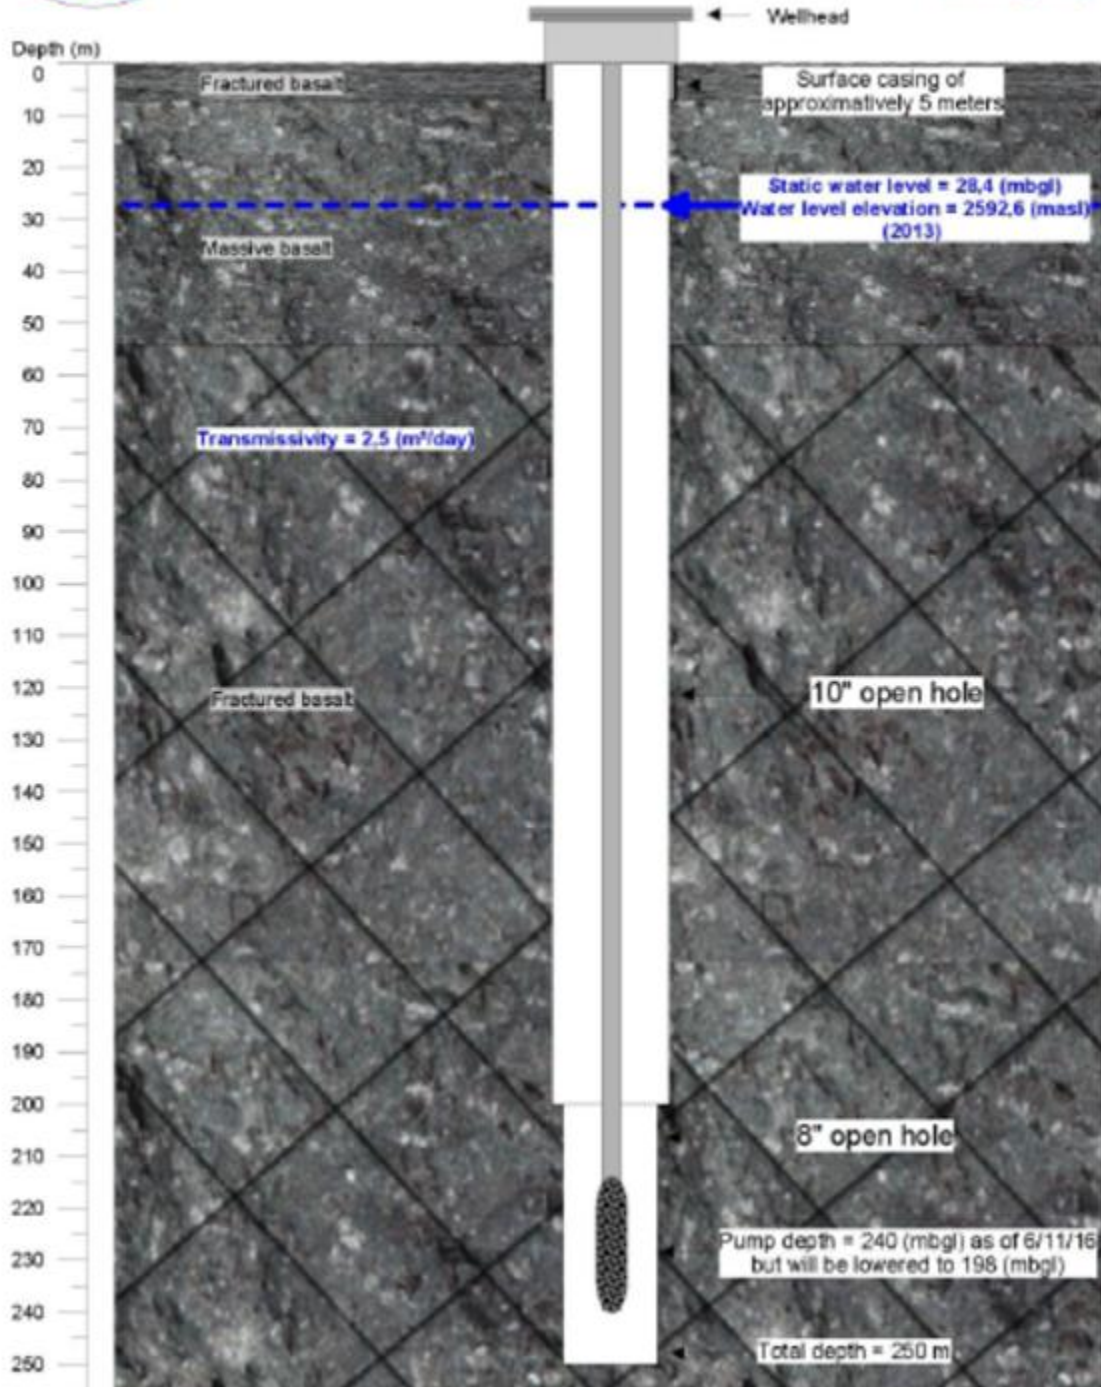 Wellhead
Depth (m)
0
Fractured basalt
Surface casing of
approximatively 5 meters
10
20
Static water level = 28,4 (mbgl)
Water level elevation = 2592,6 (masl)
(2013)
30
Massive basalt
40
50
60
70
Transmissivity = 2,5 (m²/day)
80
90
100
110
120
Fractured basalt
10" open hole
130
140
150
160
170
180
190
200
8" open hole
210
220
Pump depth = 240 (mbgl) as of 6/11/16
but will be lowered to 198 (mbgl)
230
240
Total depth = 250 m
250